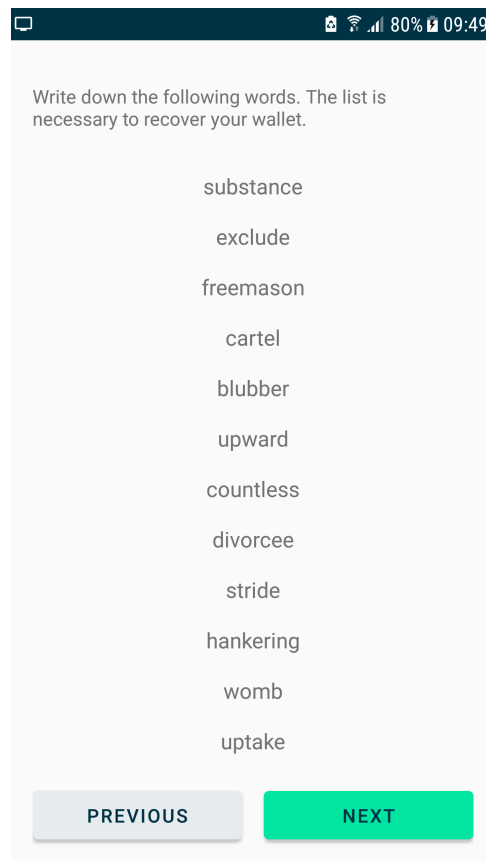 80% 09:49
Write down the following words. The list is
necessary to recover your wallet.
substance
exclude
freemason
cartel
blubber
upward
countless
divorcee
stride
hankering
womb
uptake
PREVIOUS NEXT